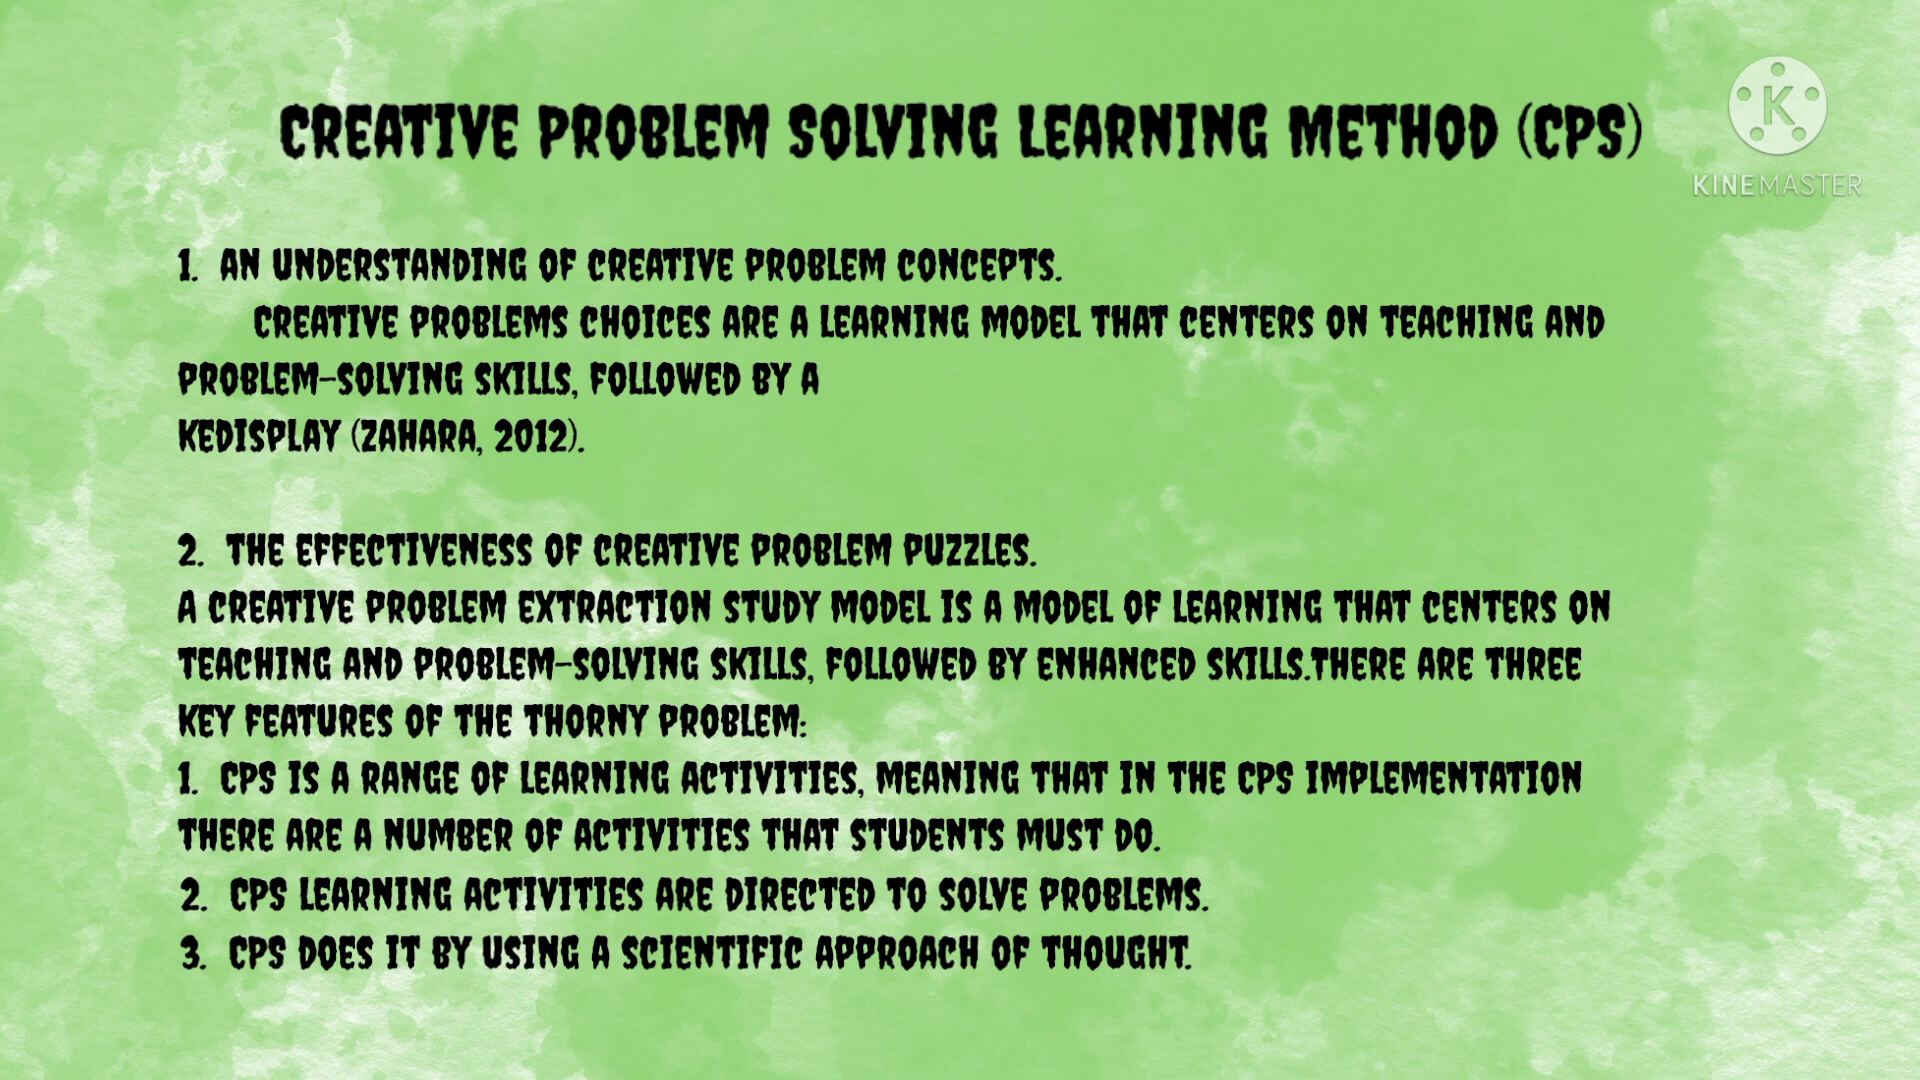 CREATIVE PROBLEM SOLVING LEARNING METHOD (CPS)
KINEMASTER
1. AN UNDERSTANDING OF CREATIVE PROBLEM CONCEPTS.
CREATIVE PROBLEMS CHOICES ARE A LEARNING MODEL THAT CENTERS ON TEACHING AND
PROBLEM-SOLVING SKILLS, FOLLOWED BY A
KEDISPLAY (ZAHARA, 2012).
2. THE EFFECTIVENESS OF CREATIVE PROBLEM PUZZLES.
A CREATIVE PROBLEM EXTRACTION STUDY MODEL IS A MODEL OF LEARNING THAT CENTERS ON
TEACHING AND PROBLEM-SOLVING SKILLS, FOLLOWED BY ENHANCED SKILLS.THERE ARE THREE
KEY FEATURES OF THE THORNY PROBLEM:
1. CPS IS A RANGE OF LEARNING ACTIVITIES, MEANING THAT IN THE CPS IMPLEMENTATION
THERE ARE A NUMBER OF ACTIVITIES THAT STUDENTS MUST DO.
2. CPS LEARNING ACTIVITIES ARE DIRECTED TO SOLVE PROBLEMS.
3. CPS DOES IT BY USING A SCIENTIFIC APPROACH OF THOUGHT.